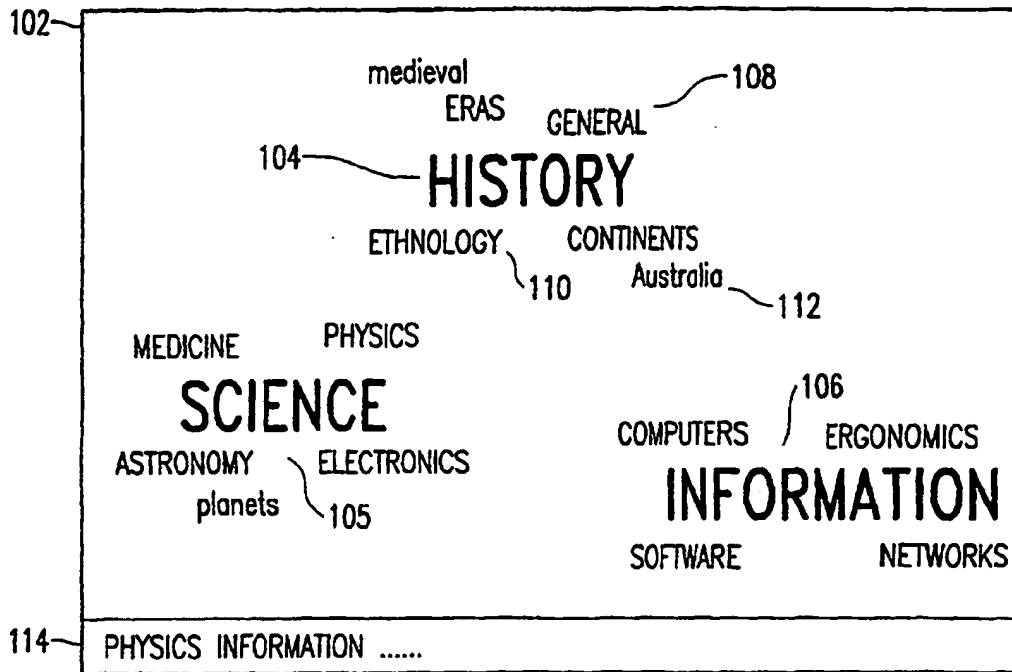 102
medieval
108
ERAS
GENERAL
104
HISTORY
ETHNOLOGY
CONTINENTS
Australia
110
112
MEDICINE
PHYSICS
SCIENCE
106
COMPUTERS
ERGONOMICS
ASTRONOMY
ELECTRONICS
planets
105
INFORMATION
SOFTWARE
NETWORKS
114
PHYSICS INFORMATION ......